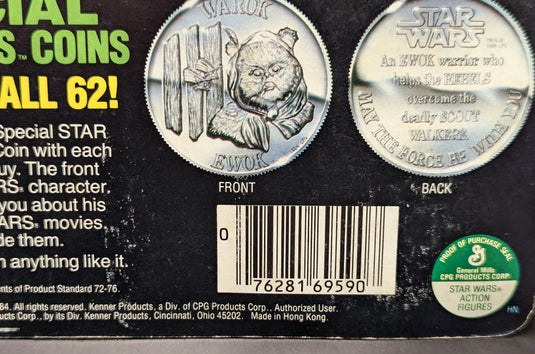 CIAL
S™ COINS
ALL 62!
Special STAR
Coin with each
uy. The front
RS® character.
you about his
ARS® movies.
de them.
n anything like it.
ents of Product Standard 72-76.
84. All rights reserved. Kenner Products, a Div. of CPG Products Corp., Authorized User.
ucts Corp., by its Div. Kenner Products, Cincinnati, Ohio 45202. Made in Hong Kong.
WAROK
EWOK
FRONT
STAR
WARS
An EWOK warrior who
helps the REBELS
overcome the
deadly SCOUT
WALKERS.
MAY THE FORCE BE WITH YOU
BACK
0
76281 69590
PROOF OF PURCHASE SEAL
G
General Mills
CPG PRODUCTS CORP.
STAR WARS®
ACTION
FIGURES
HN.